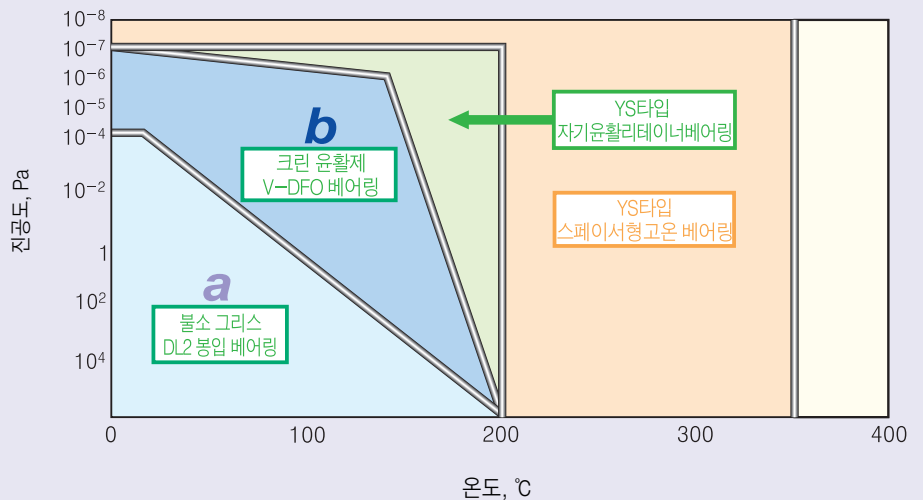 10⁻⁸
10⁻⁷
10⁻⁶
10⁻⁵
10⁻⁴
10⁻²
1
10²
10⁴
진공도, Pa
b
크린 윤활제
V-DFO 베어링
a
불소 그리스
DL2 봉입 베어링
YS타입
자기윤활리테이너베어링
YS타입
스페이서형고온 베어링
0
100
200
300
400
온도, ℃